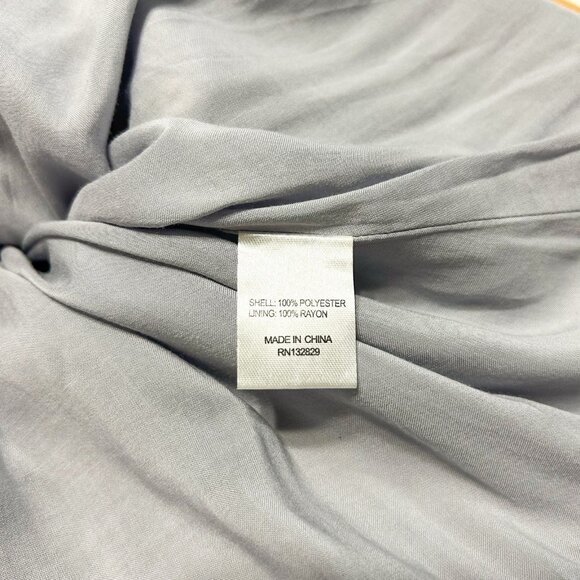 SHELL: 100% POLYESTER
LINING: 100% RAYON
MADE IN CHINA
RN132829